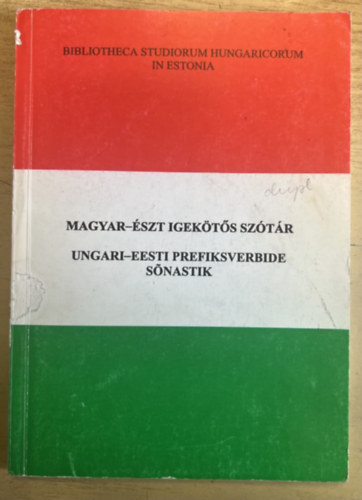 BIBLIOTHECA STUDIORUM HUNGARICORUM
IN ESTONIA
MAGYAR–ÉSZT IGEKÖTŐS SZÓTÁR
UNGARI–EESTI PREFIKSVERBIDE
SÕNASTIK